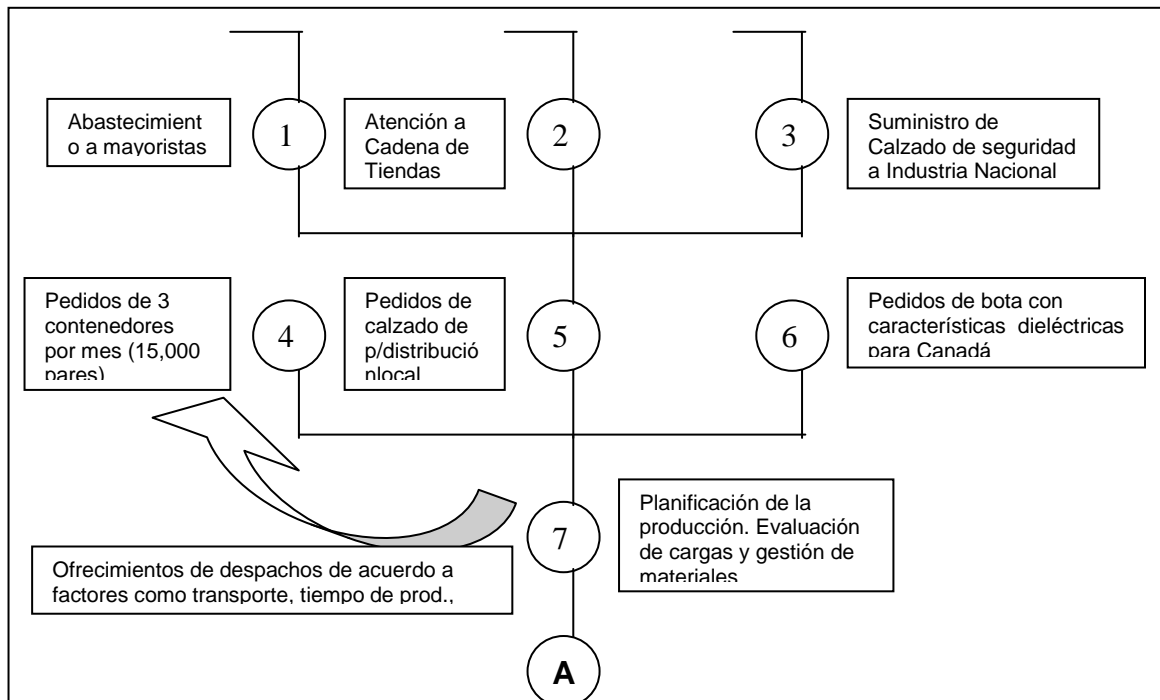 Abastecimient
o a mayoristas
1
Atención a
Cadena de
Tiendas
2
3
Suministro de
Calzado de seguridad
a Industria Nacional
Pedidos de 3
contenedores
por mes (15,000
pares)
4
Pedidos de
calzado de
p/distribució
nlocal
5
6
Pedidos de bota con
características dieléctricas
para Canadá
7
Planificación de la
producción. Evaluación
de cargas y gestión de
materiales
Ofrecimientos de despachos de acuerdo a
factores como transporte, tiempo de prod.,
A